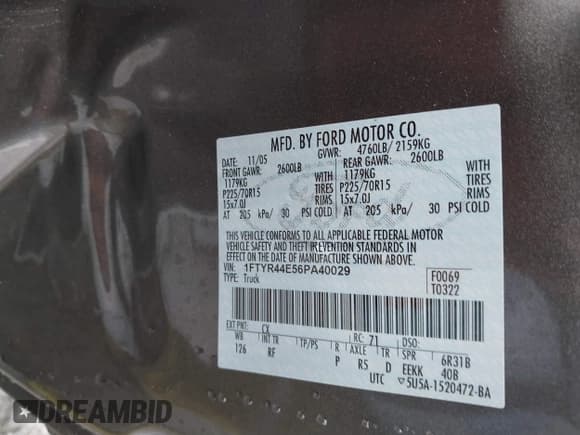 MFD. BY FORD MOTOR CO.
DATE: 11/05 GVWR: 4760LB/ 2159KG
FRONT GAWR: 2600LB REAR GAWR: 2600LB
1179KG WITH 1179KG WITH
P225/70R15 TIRES P225/70R15 TIRES
15x7.0J RIMS 15x7.0J RIMS
AT 205 kPa/ 30 PSI COLD AT 205 kPa/ 30 PSI COLD
THIS VEHICLE CONFORMS TO ALL APPLICABLE FEDERAL MOTOR
VEHICLE SAFETY AND THEFT PREVENTION STANDARDS IN
EFFECT ON THE DATE OF MANUFACTURE SHOWN ABOVE.
VIN: 1FTYR44E56PA40029 F0069
TYPE: Truck T0322
EXT PNT: CX RC: 71 DSO:
WB INT TR TP/PS R AXLE TR SPR 6R31B
126 RF P R5 D EEKK 40B
UTC 5U5A-1520472-BA
DREAMBID